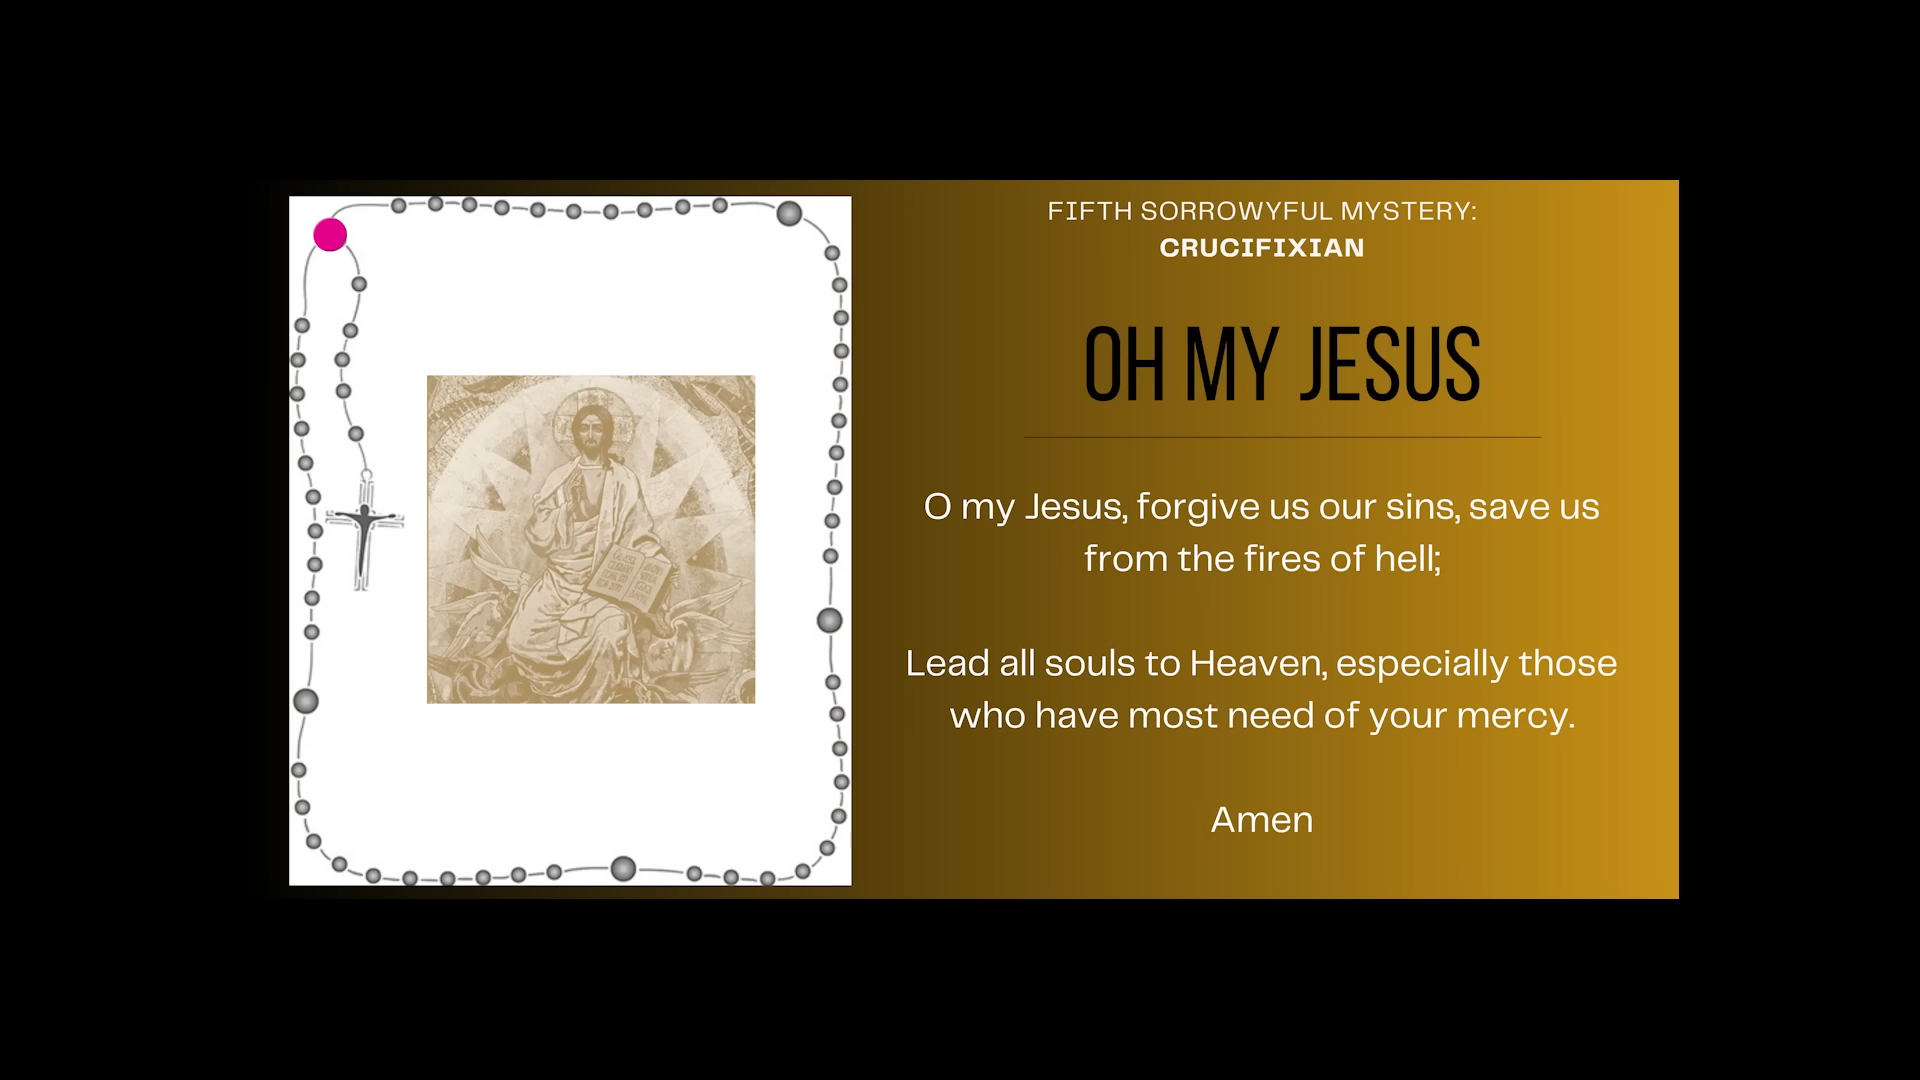 FIFTH SORROWYFUL MYSTERY:
CRUCIFIXIAN
OH MY JESUS
O my Jesus, forgive us our sins, save us
from the fires of hell;
Lead all souls to Heaven, especially those
who have most need of your mercy.
Amen